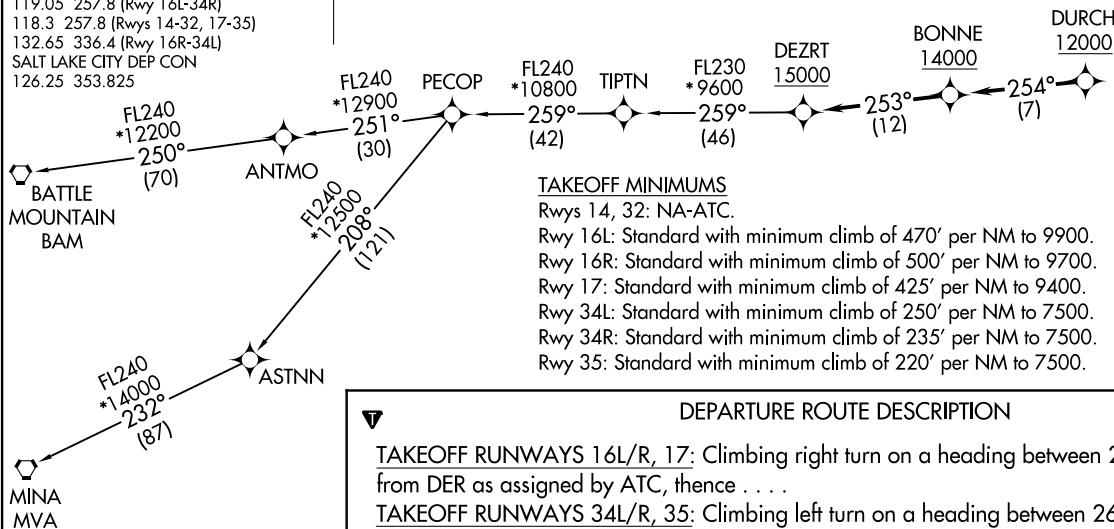 119.05 257.8 (Rwy 16L-34R)
118.3 257.8 (Rwys 14-32, 17-35)
132.65 336.4 (Rwy 16R-34L)
SALT LAKE CITY DEP CON
126.25 353.825
DURCH
12000
BONNE
14000
DEZRT
15000
TIPTN
PECOP
254°
(7)
253°
(12)
FL230
*9600
259°
(46)
FL240
*10800
259°
(42)
FL240
*12900
251°
(30)
ANTMO
FL240
*12200
250°
(70)
BATTLE
MOUNTAIN
BAM
FL240
*12500
208°
(121)
ASTNN
FL240
*14000
232°
(87)
MINA
MVA
TAKEOFF MINIMUMS
Rwys 14, 32: NA-ATC.
Rwy 16L: Standard with minimum climb of 470' per NM to 9900.
Rwy 16R: Standard with minimum climb of 500' per NM to 9700.
Rwy 17: Standard with minimum climb of 425' per NM to 9400.
Rwy 34L: Standard with minimum climb of 250' per NM to 7500.
Rwy 34R: Standard with minimum climb of 235' per NM to 7500.
Rwy 35: Standard with minimum climb of 220' per NM to 7500.
T
DEPARTURE ROUTE DESCRIPTION
TAKEOFF RUNWAYS 16L/R, 17: Climbing right turn on a heading between
from DER as assigned by ATC, thence . . . .
TAKEOFF RUNWAYS 34L/R, 35: Climbing left turn on a heading between 26